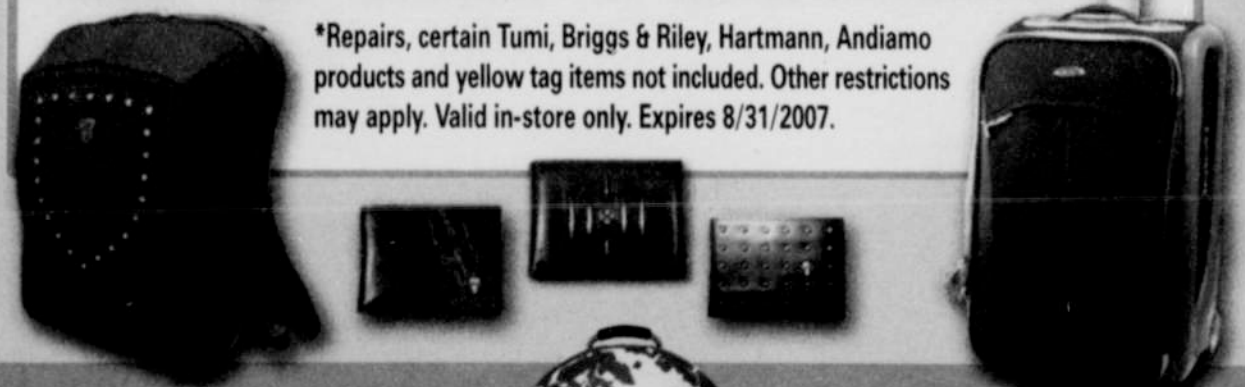 *Repairs, certain Tumi, Briggs & Riley, Hartmann, Andiamo
products and yellow tag items not included. Other restrictions
may apply. Valid in-store only. Expires 8/31/2007.